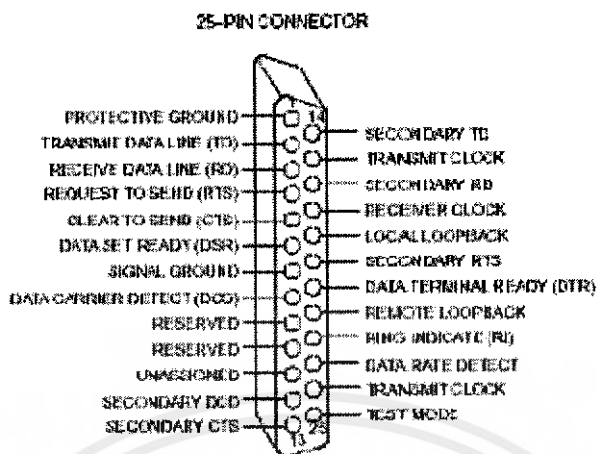 25-PIN CONNECTOR
1
14
PROTECTIVE GROUND
TRANSMIT DATA LINE (TD)
RECEIVE DATA LINE (RD)
REQUEST TO SEND (RTS)
CLEAR TO SEND (CTS)
DATA SET READY (DSR)
SIGNAL GROUND
DATA CARRIER DETECT (DCD)
RESERVED
RESERVED
UNASSIGNED
SECONDARY DCD
SECONDARY CTS
13
25
SECONDARY TD
TRANSMIT CLOCK
SECONDARY RD
RECEIVER CLOCK
LOCAL LOOPBACK
SECONDARY RTS
DATA TERMINAL READY (DTR)
REMOTE LOOPBACK
RING INDICATE (RI)
DATA RATE DETECT
TRANSMIT CLOCK
TEST MODE